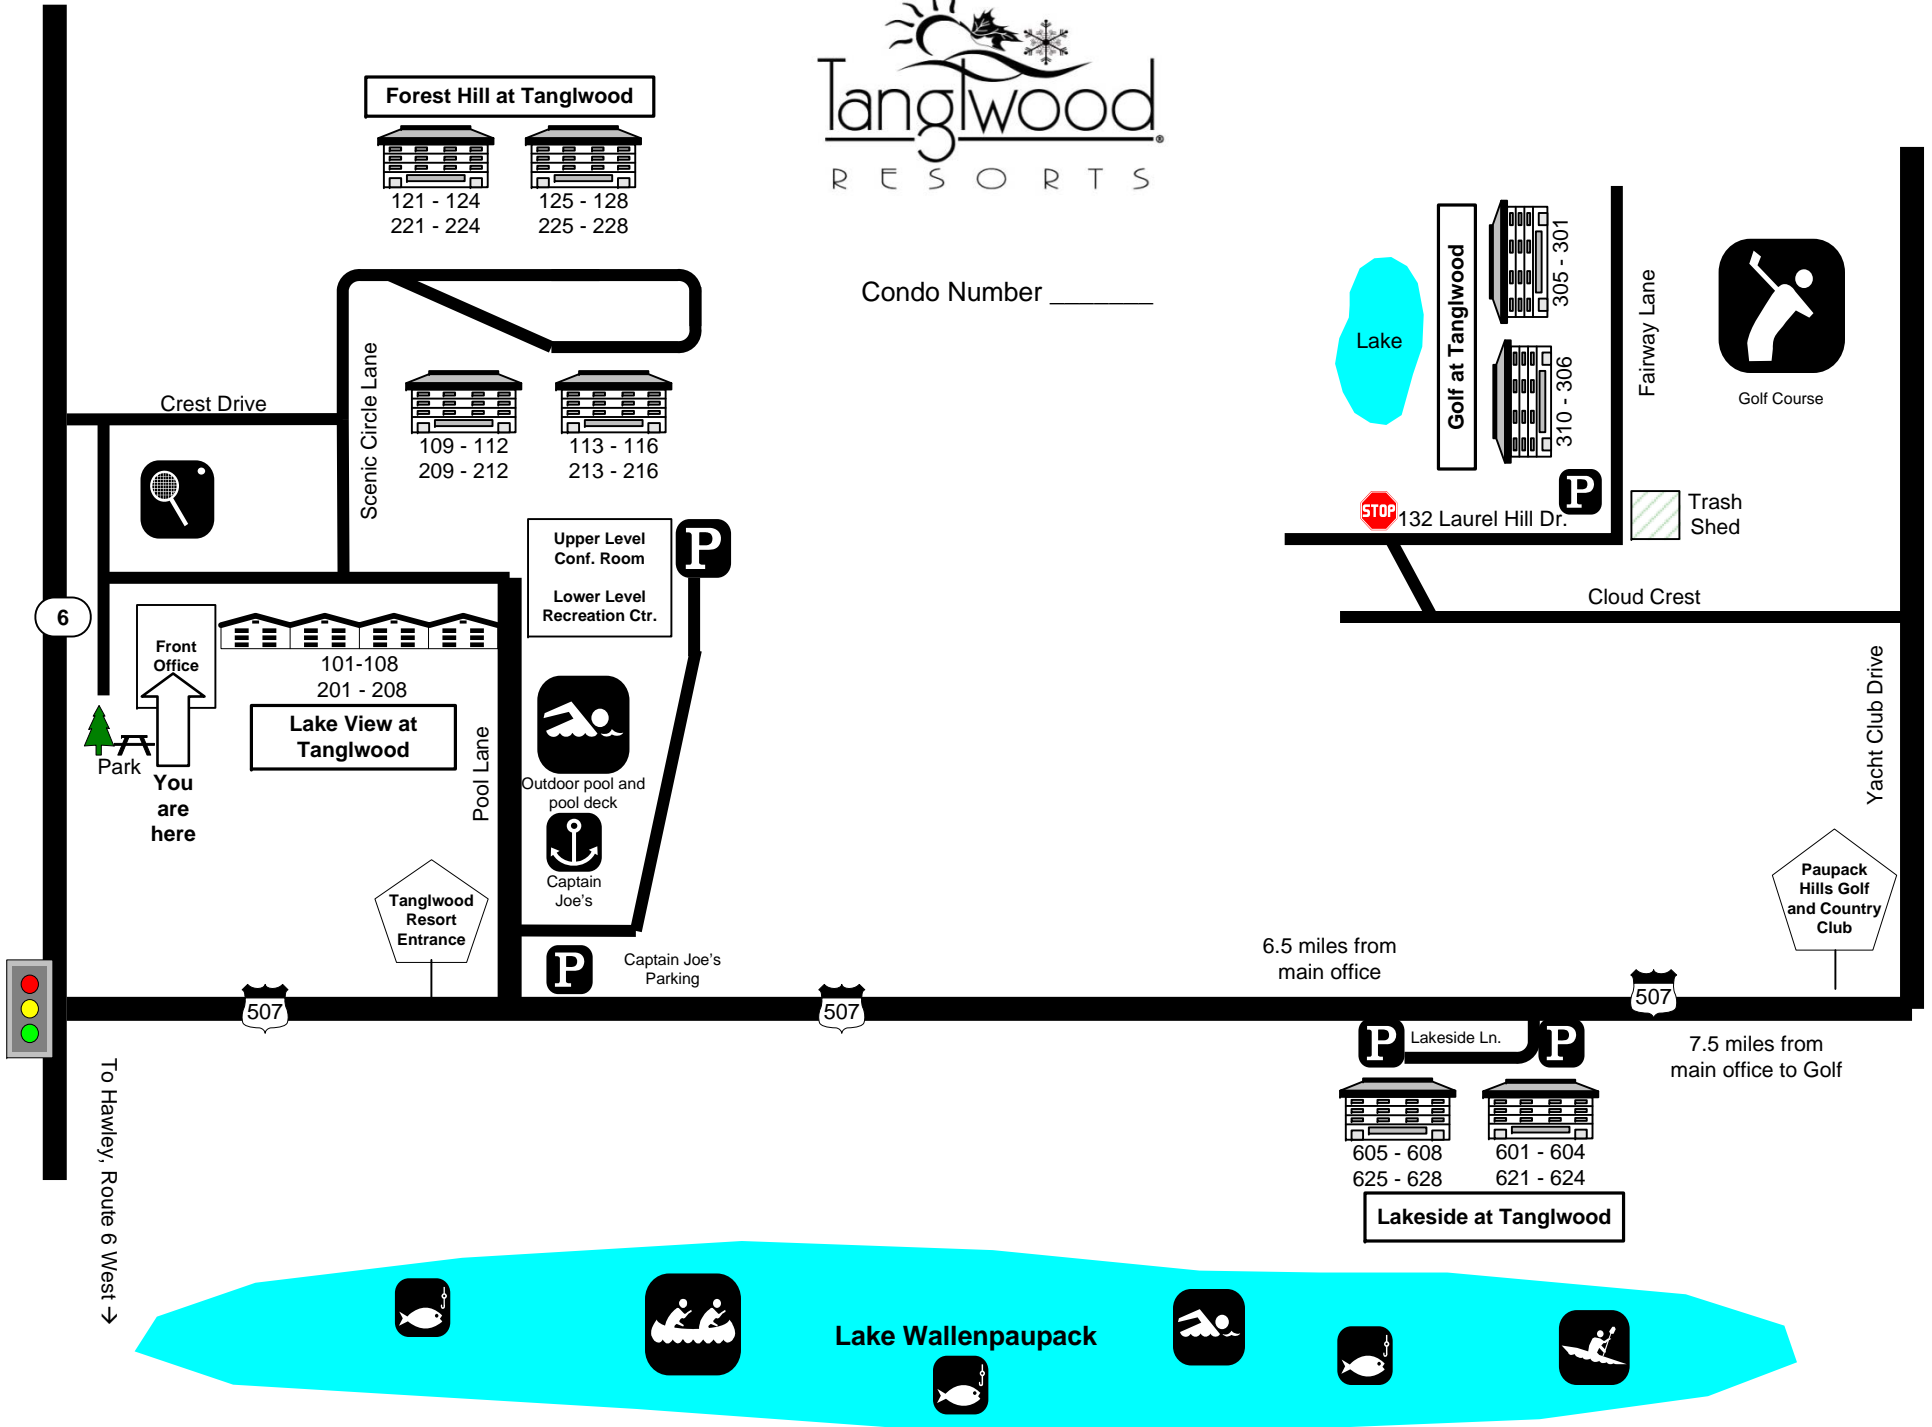 Tanglwood®
RESORTS
Forest Hill at Tanglwood
121 - 124
221 - 224
125 - 128
225 - 228
Condo Number _______
Crest Drive
Scenic Circle Lane
109 - 112
209 - 212
113 - 116
213 - 216
Upper Level
Conf. Room
Lower Level
Recreation Ctr.
P
6
Front
Office
101-108
201 - 208
Lake View at
Tanglwood
Park
You
are
here
Pool Lane
Outdoor pool and
pool deck
Captain
Joe's
Tanglwood
Resort
Entrance
P
Captain Joe's
Parking
Lake
Golf at Tanglwood
305 - 301
310 - 306
Fairway Lane
Golf Course
P
STOP
132 Laurel Hill Dr.
Trash
Shed
Cloud Crest
Yacht Club Drive
Paupack
Hills Golf
and Country
Club
6.5 miles from
main office
507
507
507
P
Lakeside Ln.
P
7.5 miles from
main office to Golf
605 - 608
625 - 628
601 - 604
621 - 624
Lakeside at Tanglwood
To Hawley, Route 6 West →
Lake Wallenpaupack